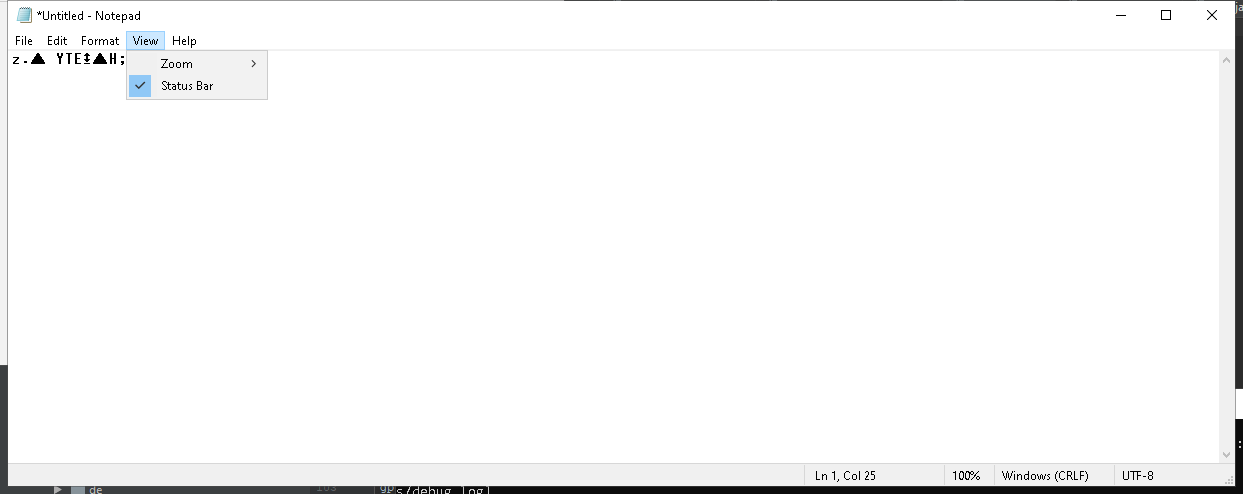 *Untitled - Notepad
File Edit Format View Help
z.▲ YTE‡▲H;
Zoom
Status Bar
Ln 1, Col 25 100% Windows (CRLF) UTF-8
de 103 s/debug log]